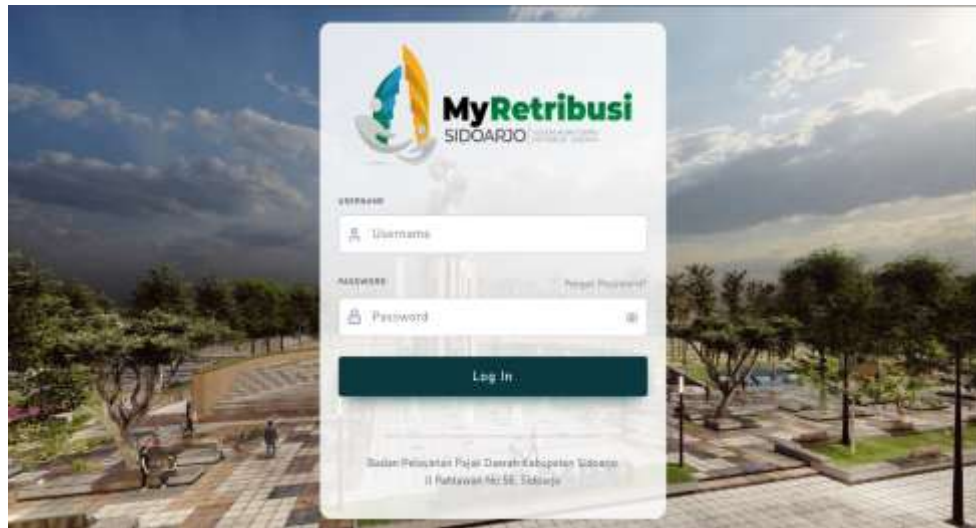 MyRetribusi
SIDOARJO
USERNAME
Username
PASSWORD
Forgot Password?
Password
Log In
Badan Pelayanan Pajak Daerah Kabupaten Sidoarjo
Jl Pahlawan No 56, Sidoarjo